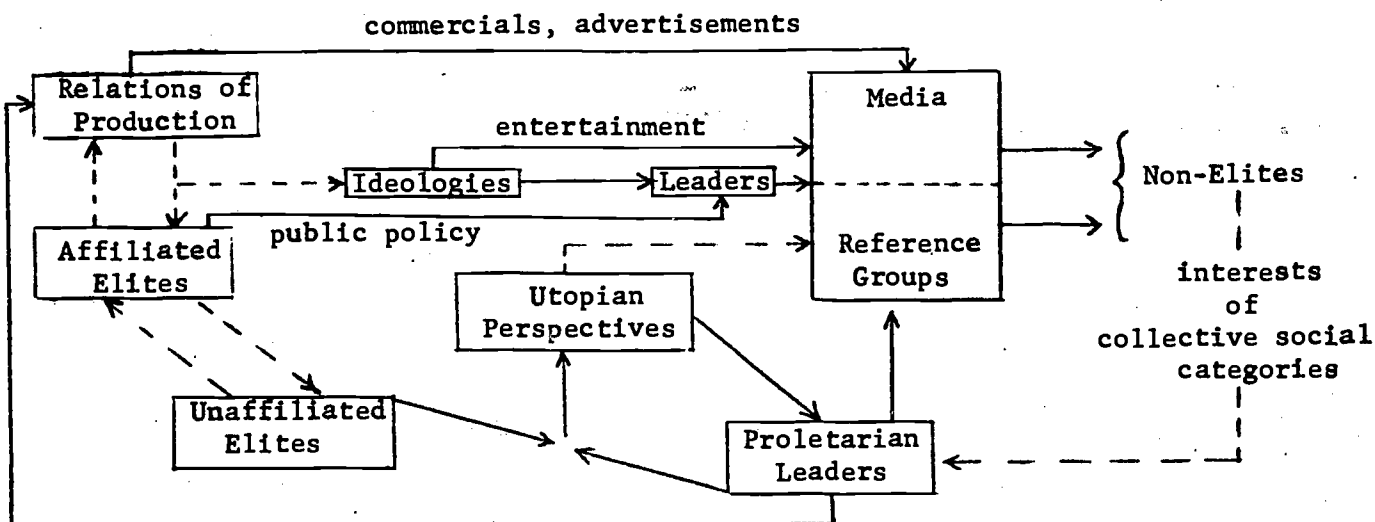 commercials, advertisements
Relations of
Production
Media
entertainment
Ideologies
Leaders
Non-Elites
public policy
Affiliated
Elites
Reference
Groups
Utopian
Perspectives
interests
of
collective social
categories
Unaffiliated
Elites
Proletarian
Leaders